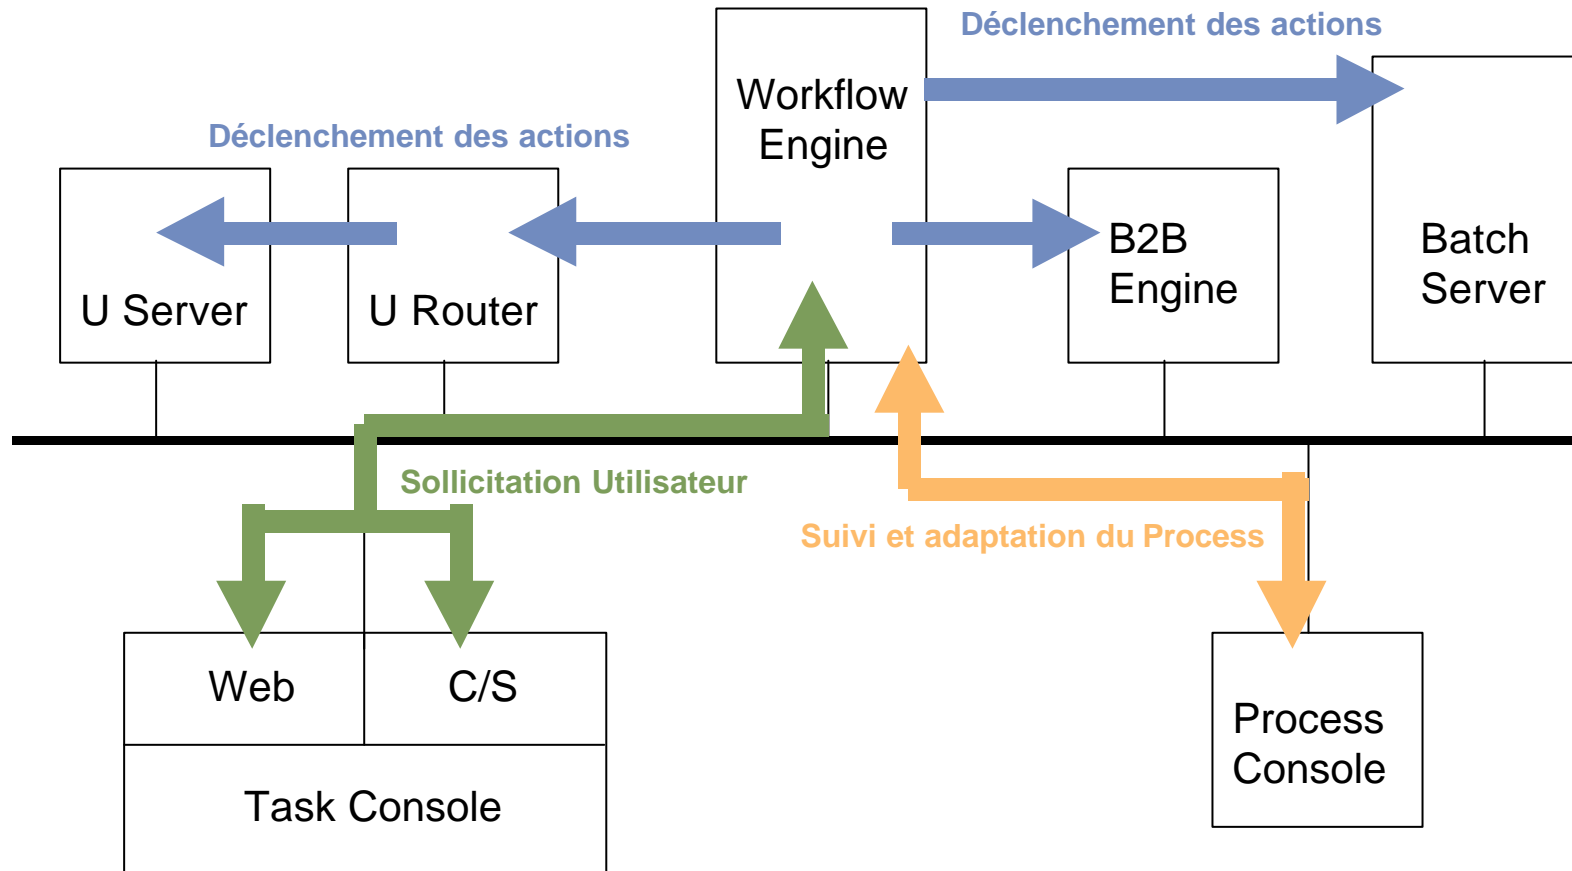 Déclenchement des actions
Workflow
Engine
Déclenchement des actions
U Server
U Router
B2B
Engine
Batch
Server
Sollicitation Utilisateur
Suivi et adaptation du Process
Web
C/S
Task Console
Process
Console